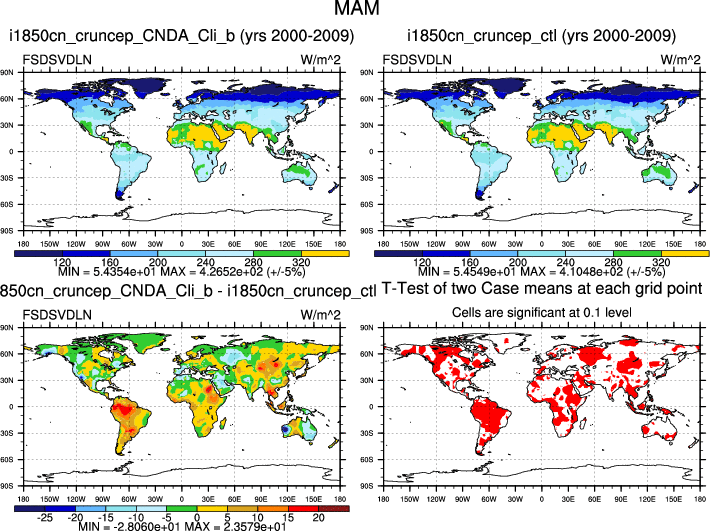 MAM
i1850cn_cruncep_CNDA_Cli_b (yrs 2000-2009)
FSDSVDLN W/m^2
90N
60N
30N
0
30S
60S
90S
180 150W 120W 90W 60W 30W 0 30E 60E 90E 120E 150E 180
120 160 200 240 280 320
MIN = 5.4354e+01 MAX = 4.2652e+02 (+/-5%)
i1850cn_cruncep_ctl (yrs 2000-2009)
FSDSVDLN W/m^2
90N
60N
30N
0
30S
60S
90S
180 150W 120W 90W 60W 30W 0 30E 60E 90E 120E 150E 180
120 160 200 240 280 320
MIN = 5.4549e+01 MAX = 4.1048e+02 (+/-5%)
850cn_cruncep_CNDA_Cli_b - i1850cn_cruncep_ctl
FSDSVDLN W/m^2
90N
60N
30N
0
30S
60S
90S
180 150W 120W 90W 60W 30W 0 30E 60E 90E 120E 150E 180
-25 -20 -15 -10 -5 0 5 10 15 20
MIN = -2.8060e+01 MAX = 2.3579e+01
T-Test of two Case means at each grid point
Cells are significant at 0.1 level
90N
60N
30N
0
30S
60S
90S
180 150W 120W 90W 60W 30W 0 30E 60E 90E 120E 150E 180